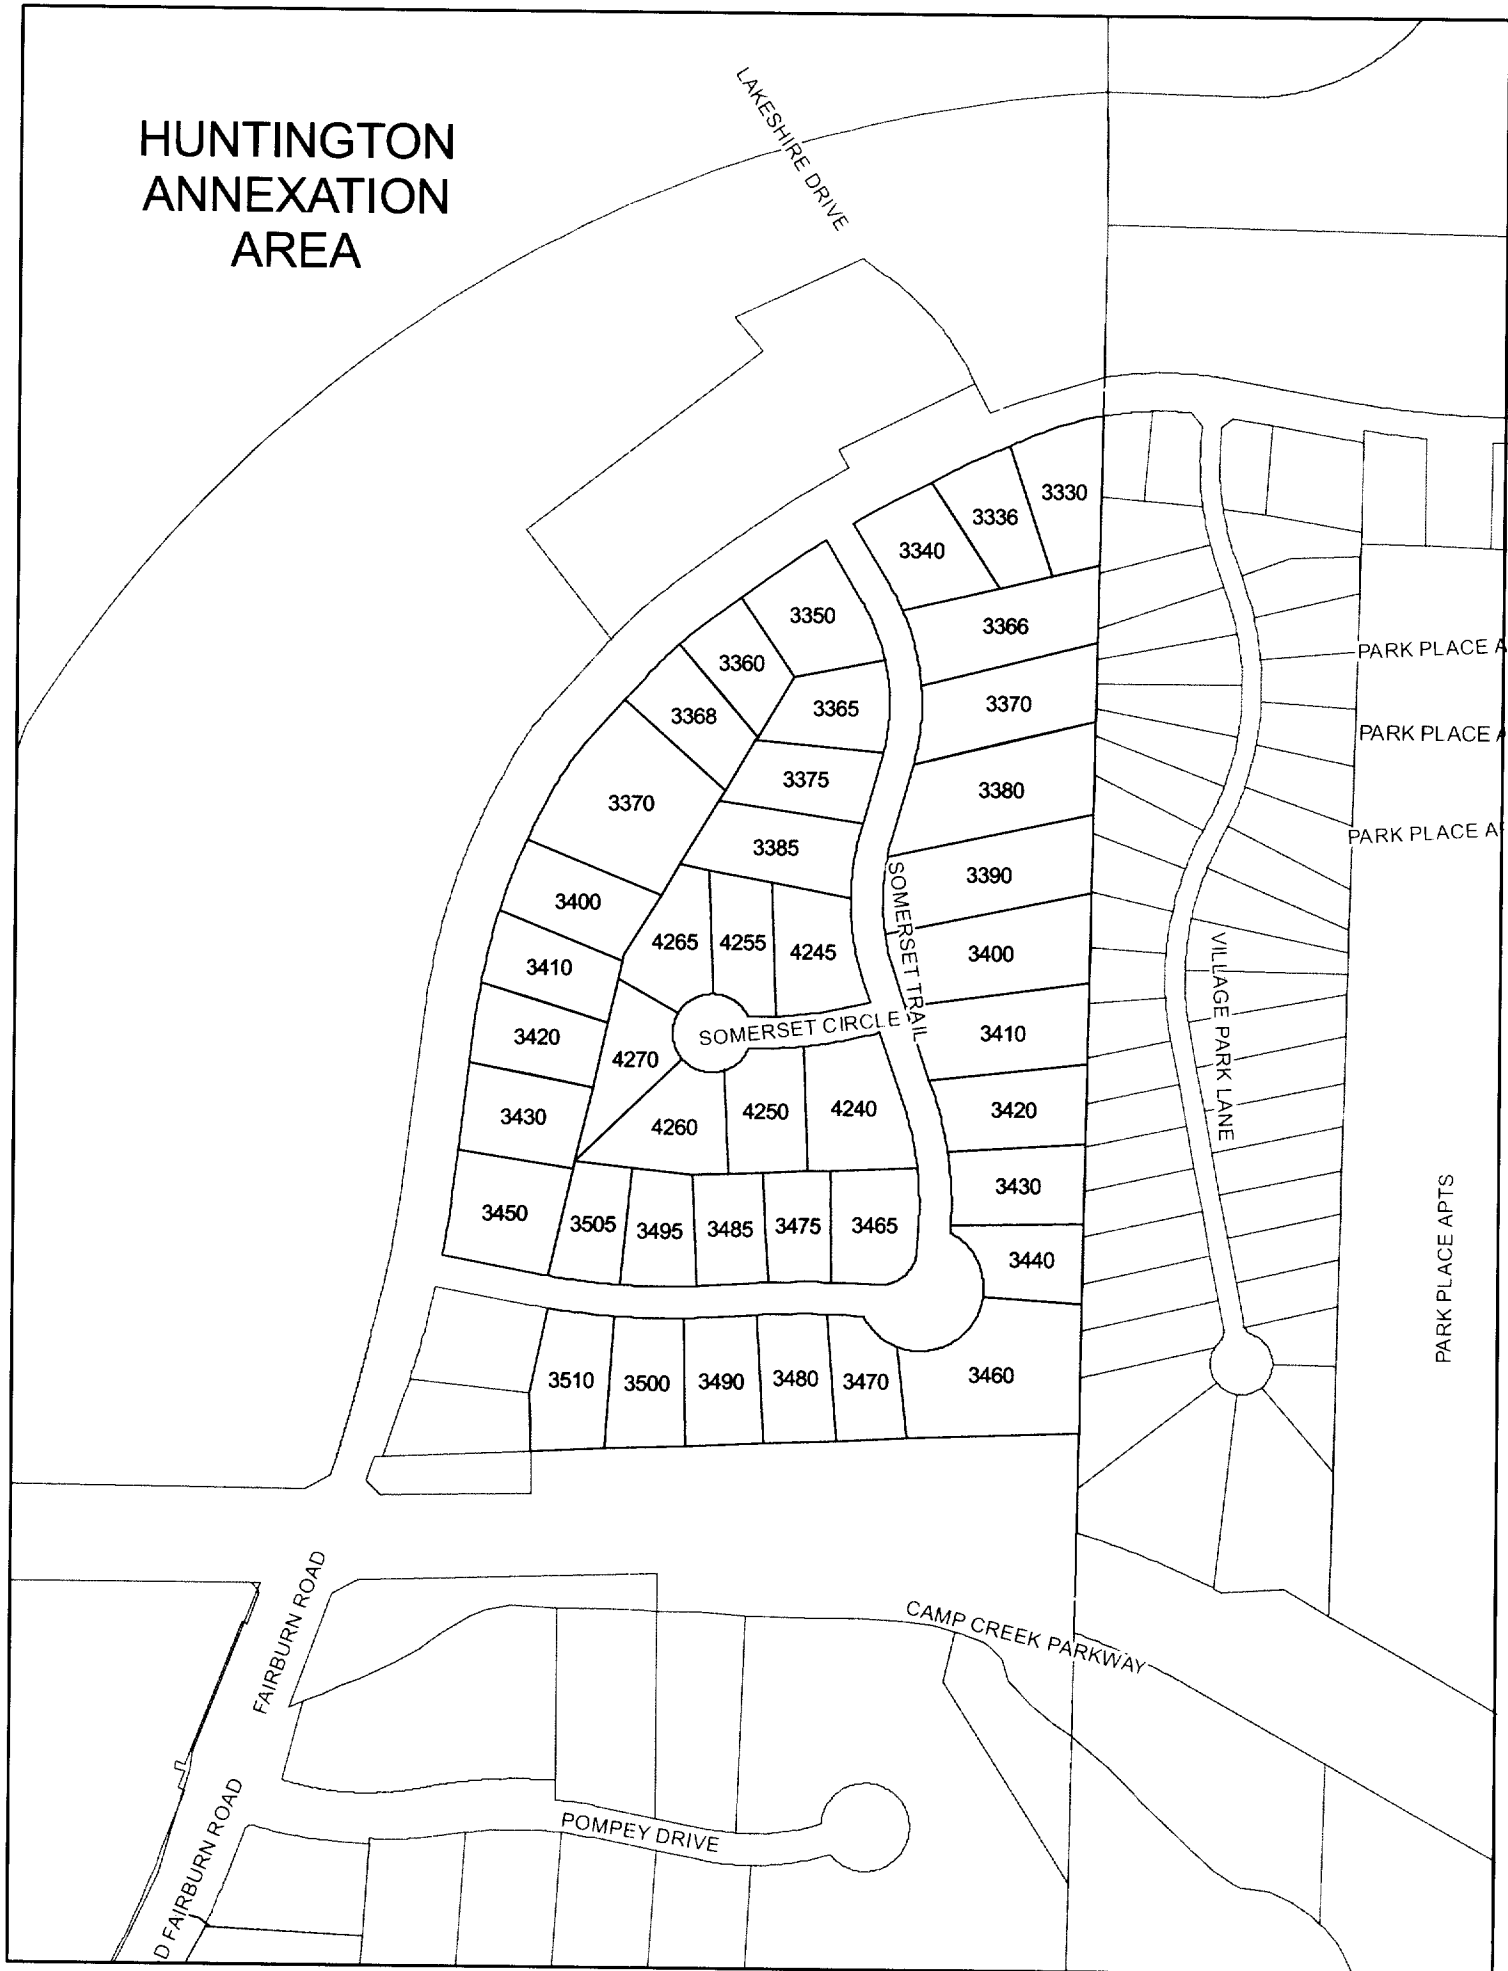 HUNTINGTON
ANNEXATION
AREA
LAKESHIRE DRIVE
3330
3336
3340
3350
3366
3360
3365
3370
3368
3375
3380
3370
3385
3390
3400
4265
4255
4245
SOMERSET TRAIL
3400
3410
VILLAGE PARK LANE
PARK PLACE A
PARK PLACE A
PARK PLACE A
SOMERSET CIRCLE
3420
4270
3410
3430
4260
4250
4240
3420
3430
3450
3505
3495
3485
3475
3465
3440
3510
3500
3490
3480
3470
3460
PARK PLACE APTS
FAIRBURN ROAD
CAMP CREEK PARKWAY
D FAIRBURN ROAD
POMPEY DRIVE